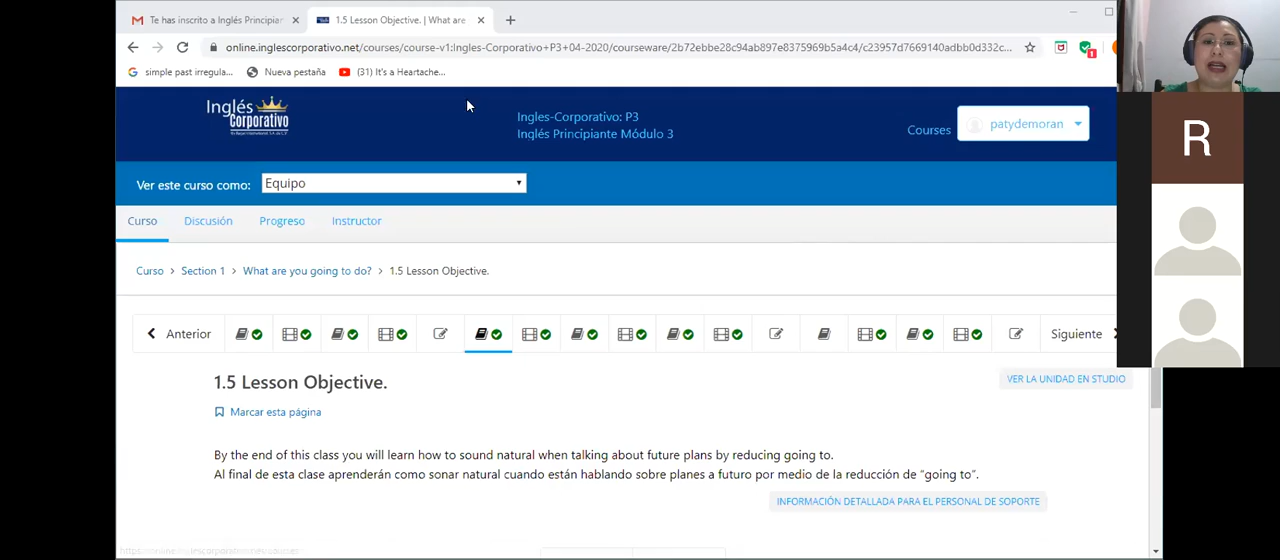 Te has inscrito a Inglés Principian
1.5 Lesson Objective. | What are
online.inglescorporativo.net/courses/course-v1:Ingles-Corporativo+P3+04-2020/courseware/2b72ebbe28c94ab897e8375969b5a4c4/c23957d7669140adbb0d332c...
1
simple past irregula...
Nueva pestaña
(31) It's a Heartache...
Inglés
Corporativo
Ingles-Corporativo: P3
Inglés Principiante Módulo 3
Courses
patydemoran
R
Ver este curso como:
Equipo
Curso
Discusión
Progreso
Instructor
Curso > Section 1 > What are you going to do? > 1.5 Lesson Objective.
Anterior
Siguiente
1.5 Lesson Objective.
VER LA UNIDAD EN STUDIO
Marcar esta página
By the end of this class you will learn how to sound natural when talking about future plans by reducing going to.
Al final de esta clase aprenderán como sonar natural cuando están hablando sobre planes a futuro por medio de la reducción de “going to”.
INFORMACIÓN DETALLADA PARA EL PERSONAL DE SOPORTE